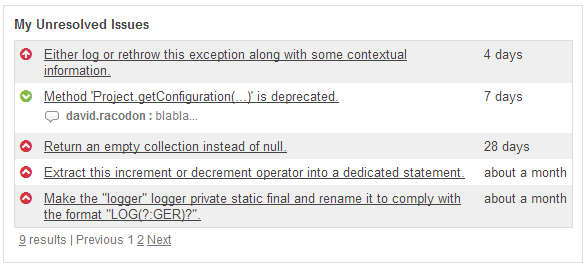 My Unresolved Issues
Either log or rethrow this exception along with some contextual 4 days
information.
Method 'Project.getConfiguration(...)' is deprecated. 7 days
david.racodon : blabla...
Return an empty collection instead of null. 28 days
Extract this increment or decrement operator into a dedicated statement. about a month
Make the "logger" logger private static final and rename it to comply with about a month
the format "LOG(?:GER)?".
9 results | Previous 1 2 Next